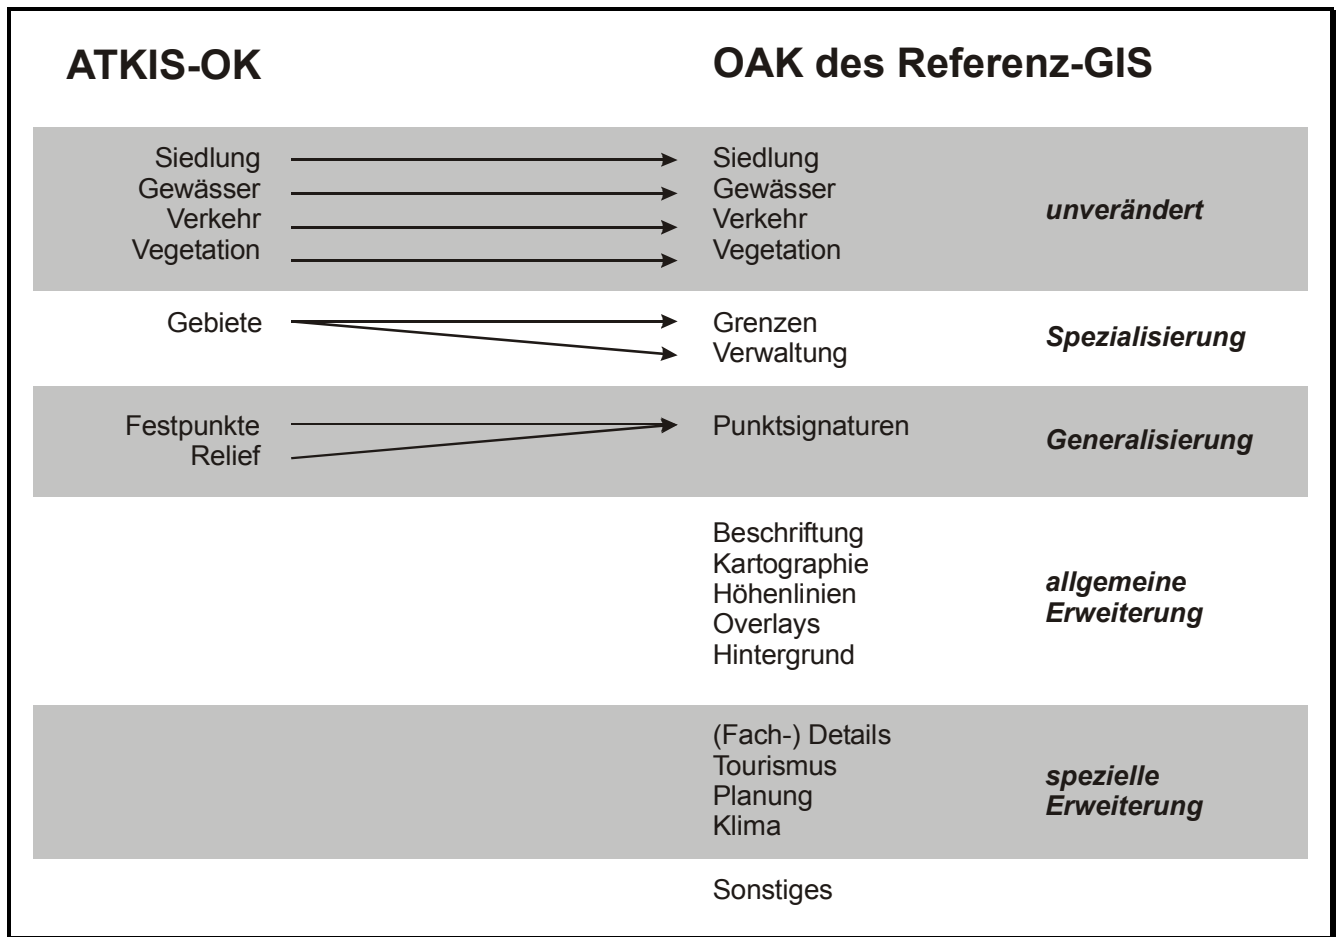 ATKIS-OK
OAK des Referenz-GIS
Siedlung
Siedlung
Gewässer
Gewässer
unverändert
Verkehr
Verkehr
Vegetation
Vegetation
Gebiete
Grenzen
Spezialisierung
Verwaltung
Festpunkte
Punktsignaturen
Generalisierung
Relief
Beschriftung
Kartographie
Höhenlinien
Overlays
Hintergrund
allgemeine
Erweiterung
(Fach-) Details
Tourismus
Planung
Klima
spezielle
Erweiterung
Sonstiges